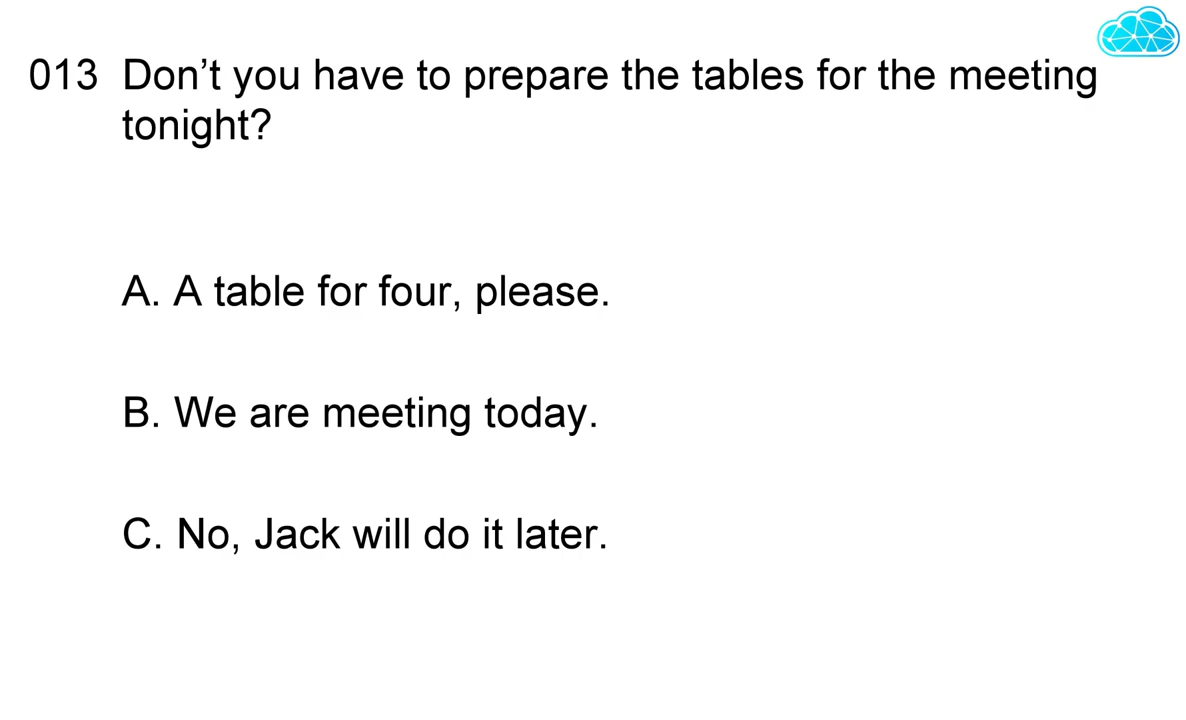 013 Don’t you have to prepare the tables for the meeting
tonight?
A. A table for four, please.
B. We are meeting today.
C. No, Jack will do it later.